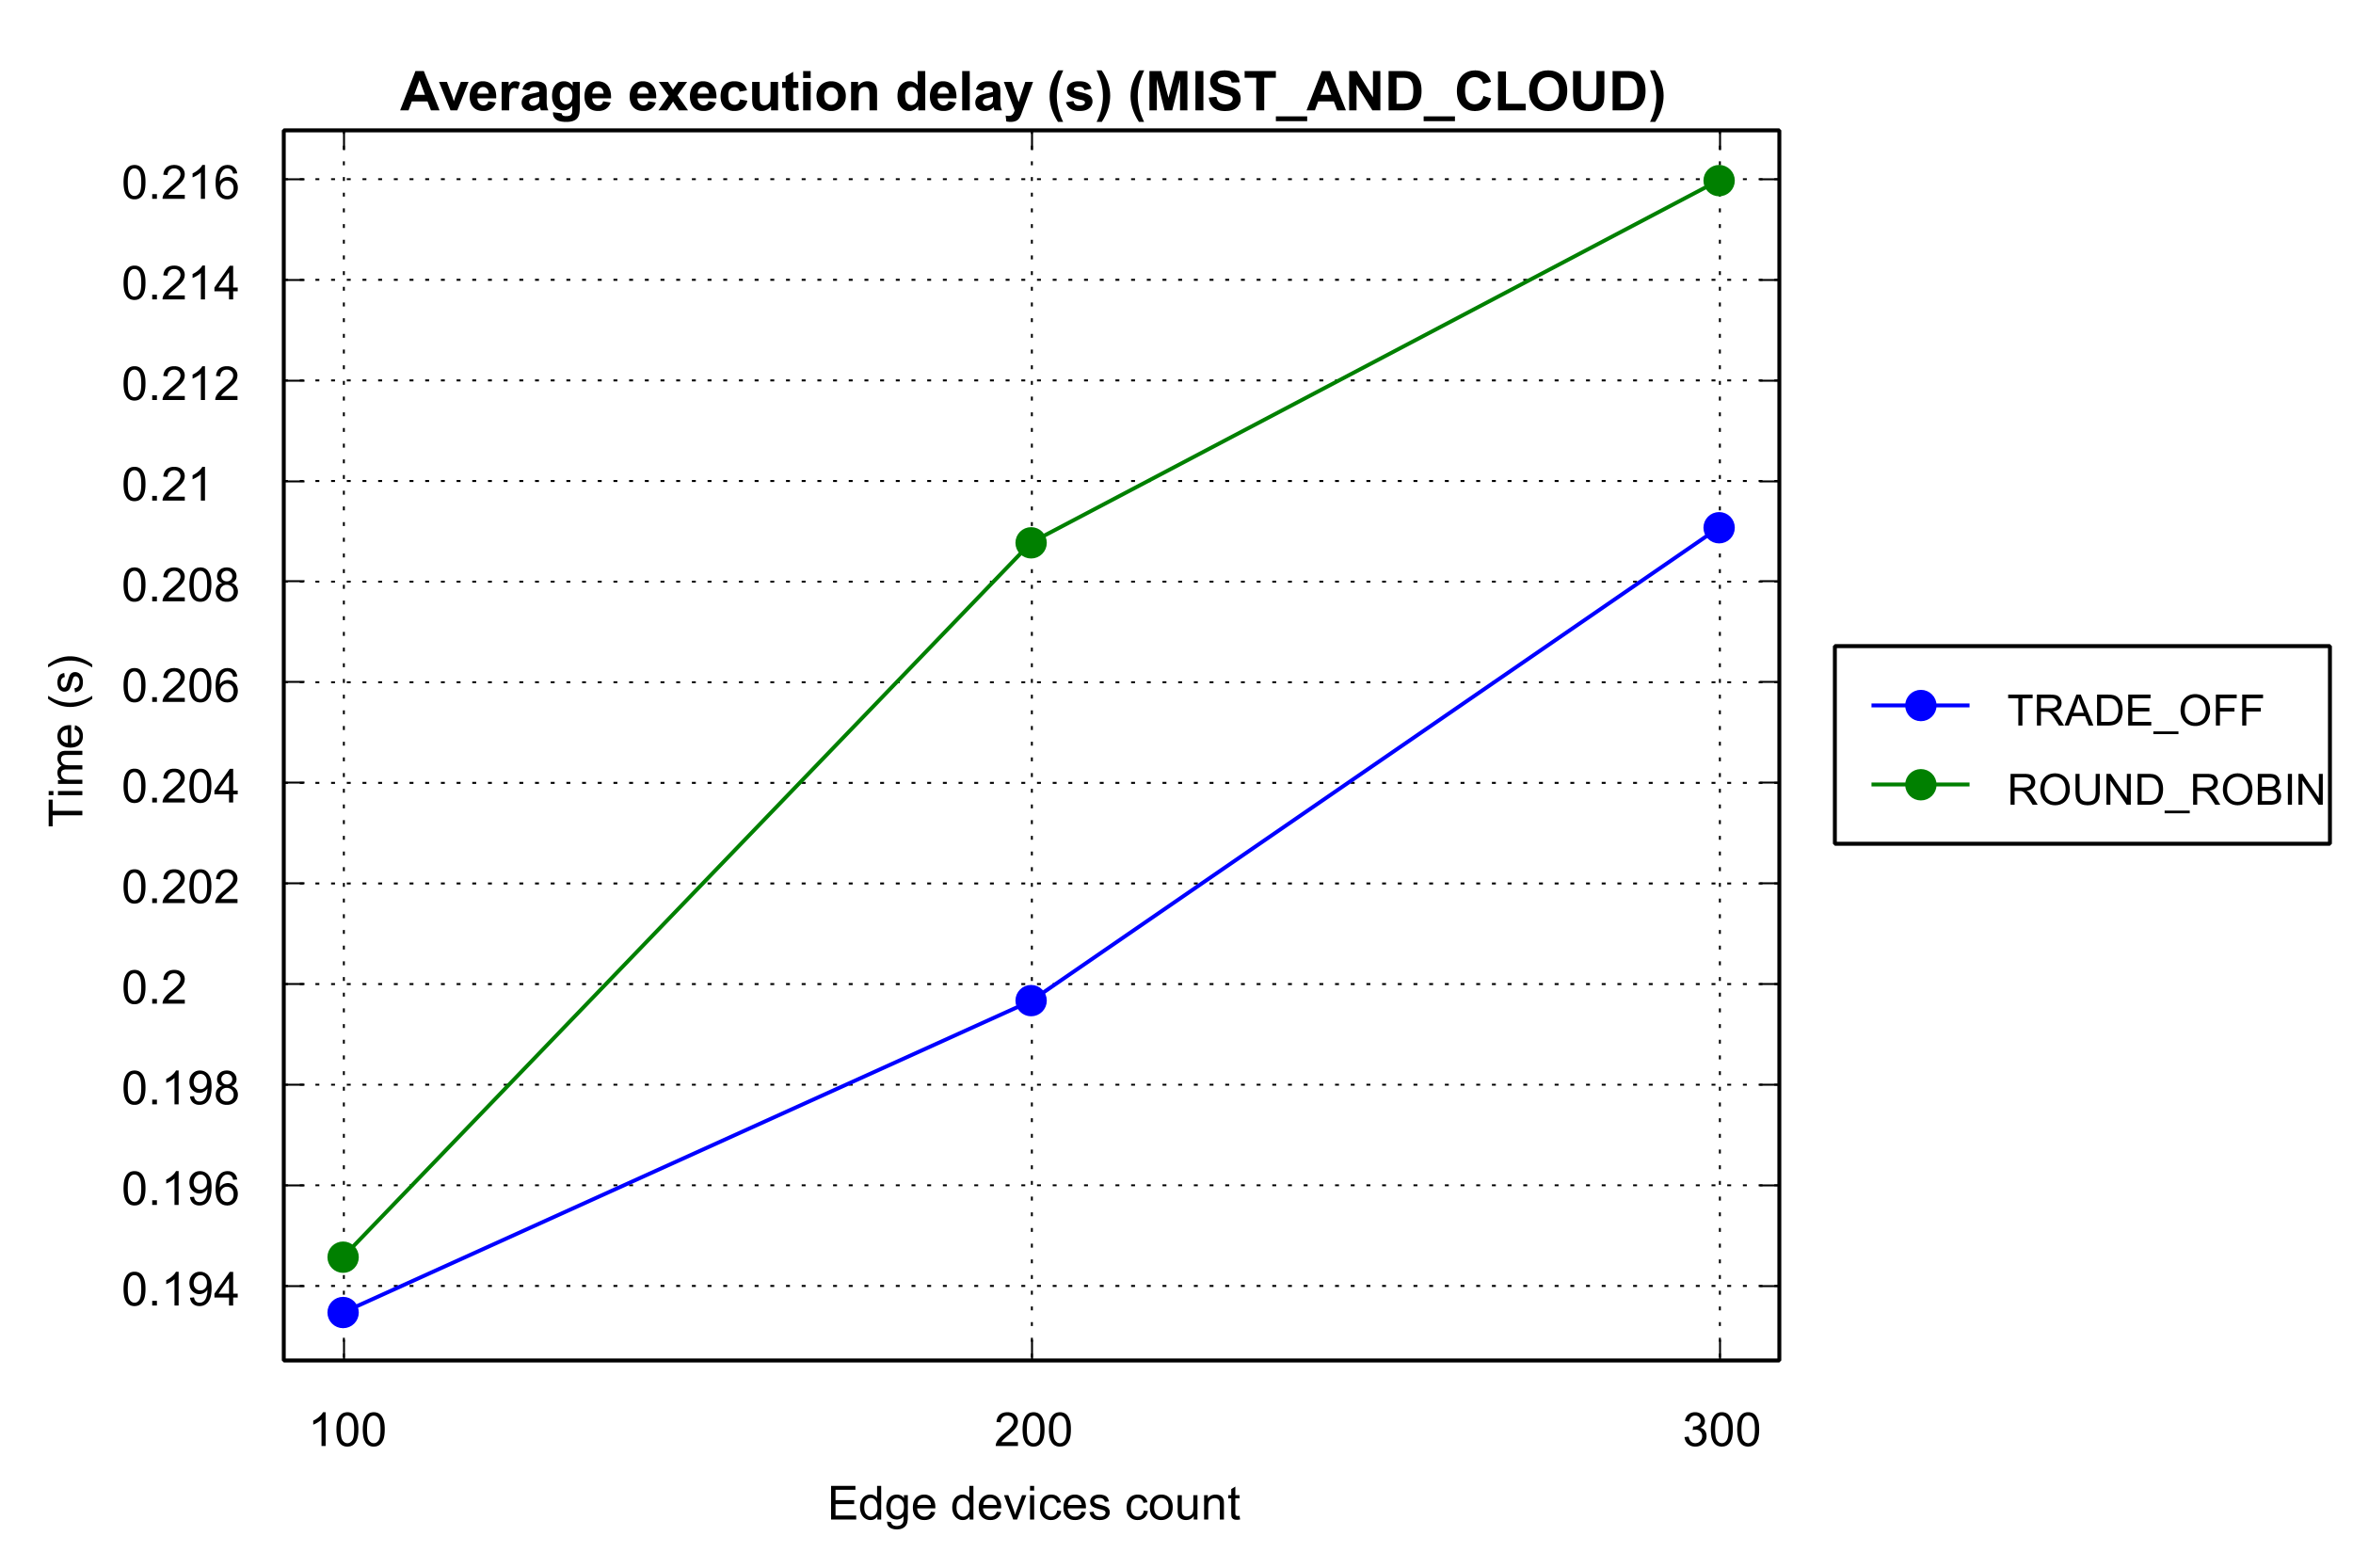 Average execution delay (s) (MIST_AND_CLOUD)
0.216
0.214
0.212
0.21
0.208
0.206
0.204
0.202
0.2
0.198
0.196
0.194
Time (s)
TRADE_OFF
ROUND_ROBIN
100 200 300
Edge devices count